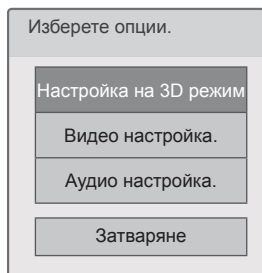 Изберете опции.
Настройка на 3D режим
Видео настройка.
Аудио настройка.
Затваряне